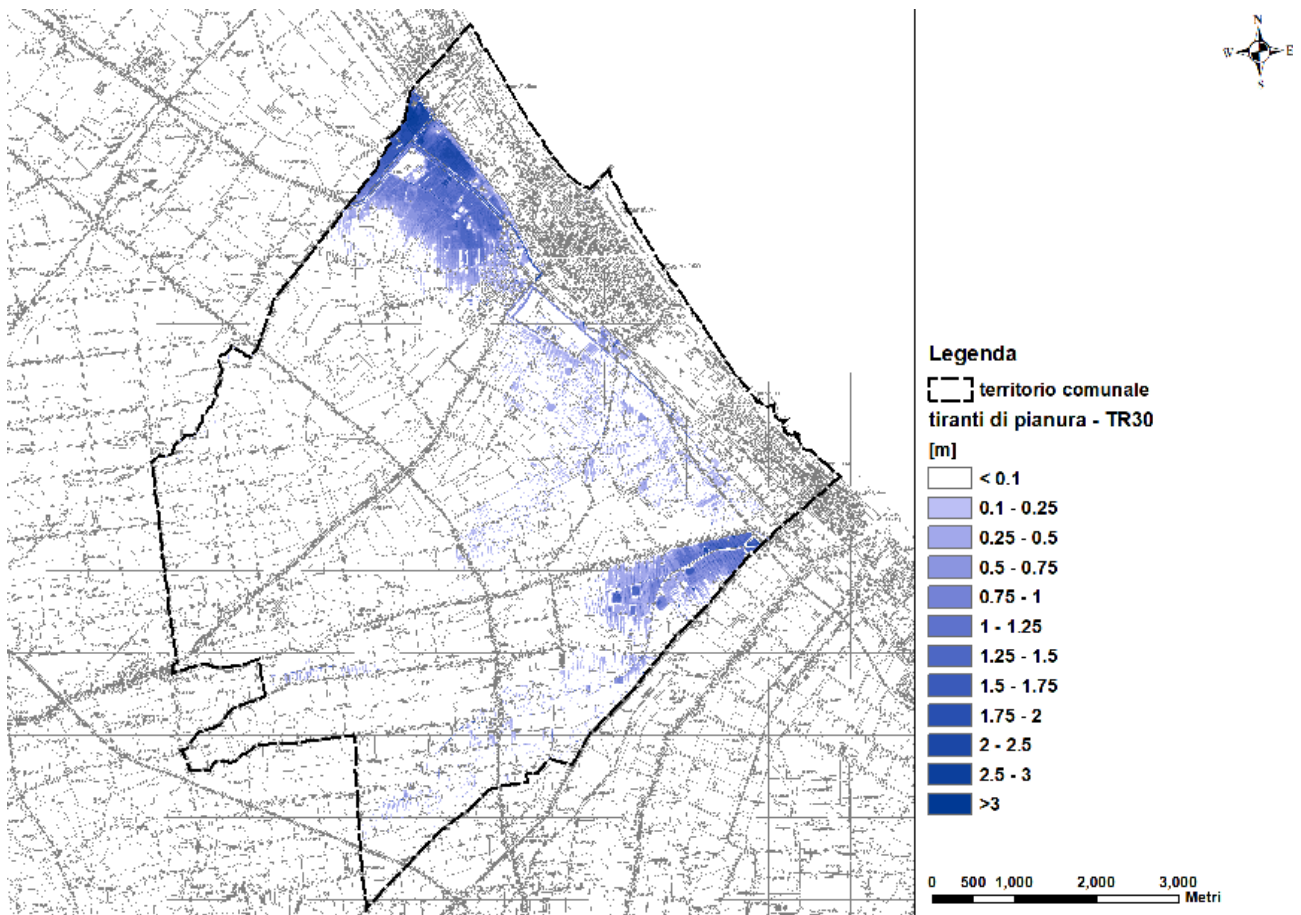 N
W E
S
Legenda
territorio comunale
tiranti di pianura - TR30
[m]
< 0.1
0.1 - 0.25
0.25 - 0.5
0.5 - 0.75
0.75 - 1
1 - 1.25
1.25 - 1.5
1.5 - 1.75
1.75 - 2
2 - 2.5
2.5 - 3
>3
0 500 1,000 2,000 3,000
Metri